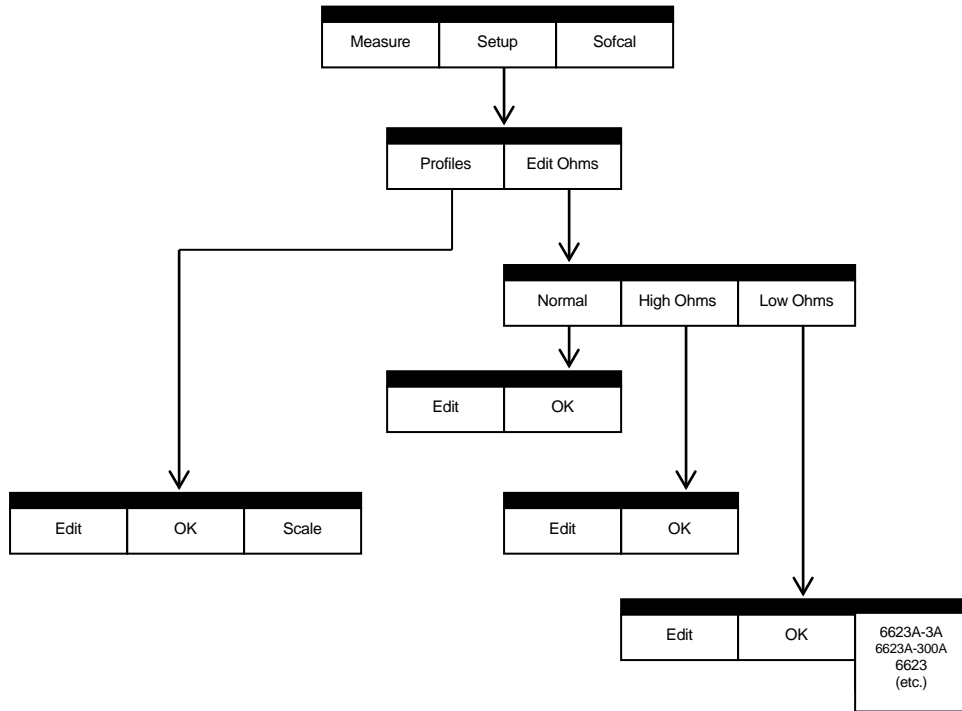 Measure Setup Sofcal
Profiles Edit Ohms
Normal High Ohms Low Ohms
Edit OK
Edit OK Scale
Edit OK
Edit OK
6623A-3A
6623A-300A
6623
(etc.)